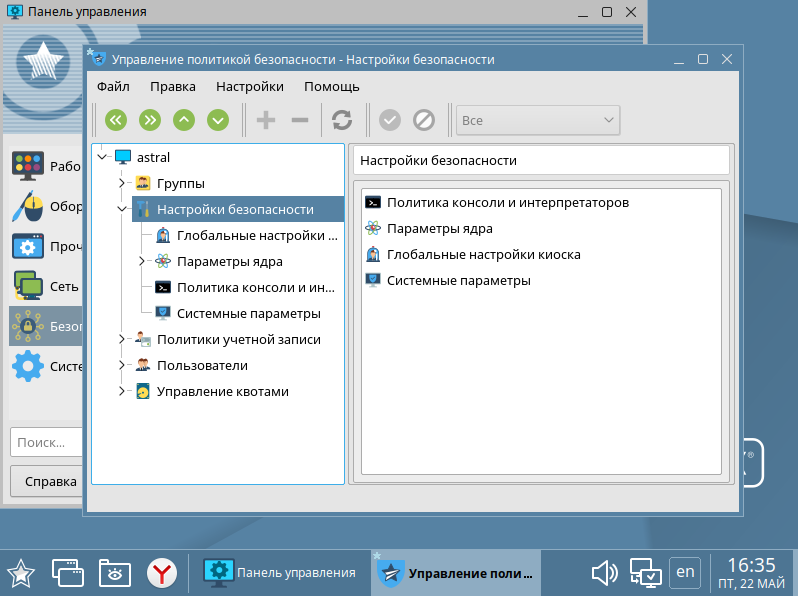 Панель управления
Управление политикой безопасности - Настройки безопасности
Файл Правка Настройки Помощь
Все
astral
Группы
Настройки безопасности
Глобальные настройки ...
Параметры ядра
Политика консоли и ин...
Системные параметры
Политики учетной записи
Пользователи
Управление квотами
Настройки безопасности
Политика консоли и интерпретаторов
Параметры ядра
Глобальные настройки киоска
Системные параметры
Рабо
Обор
Проч
Сеть
Безоп
Систе
Поиск...
Справка
Панель управления
Управление поли...
en
16:35
ПТ, 22 МАЙ